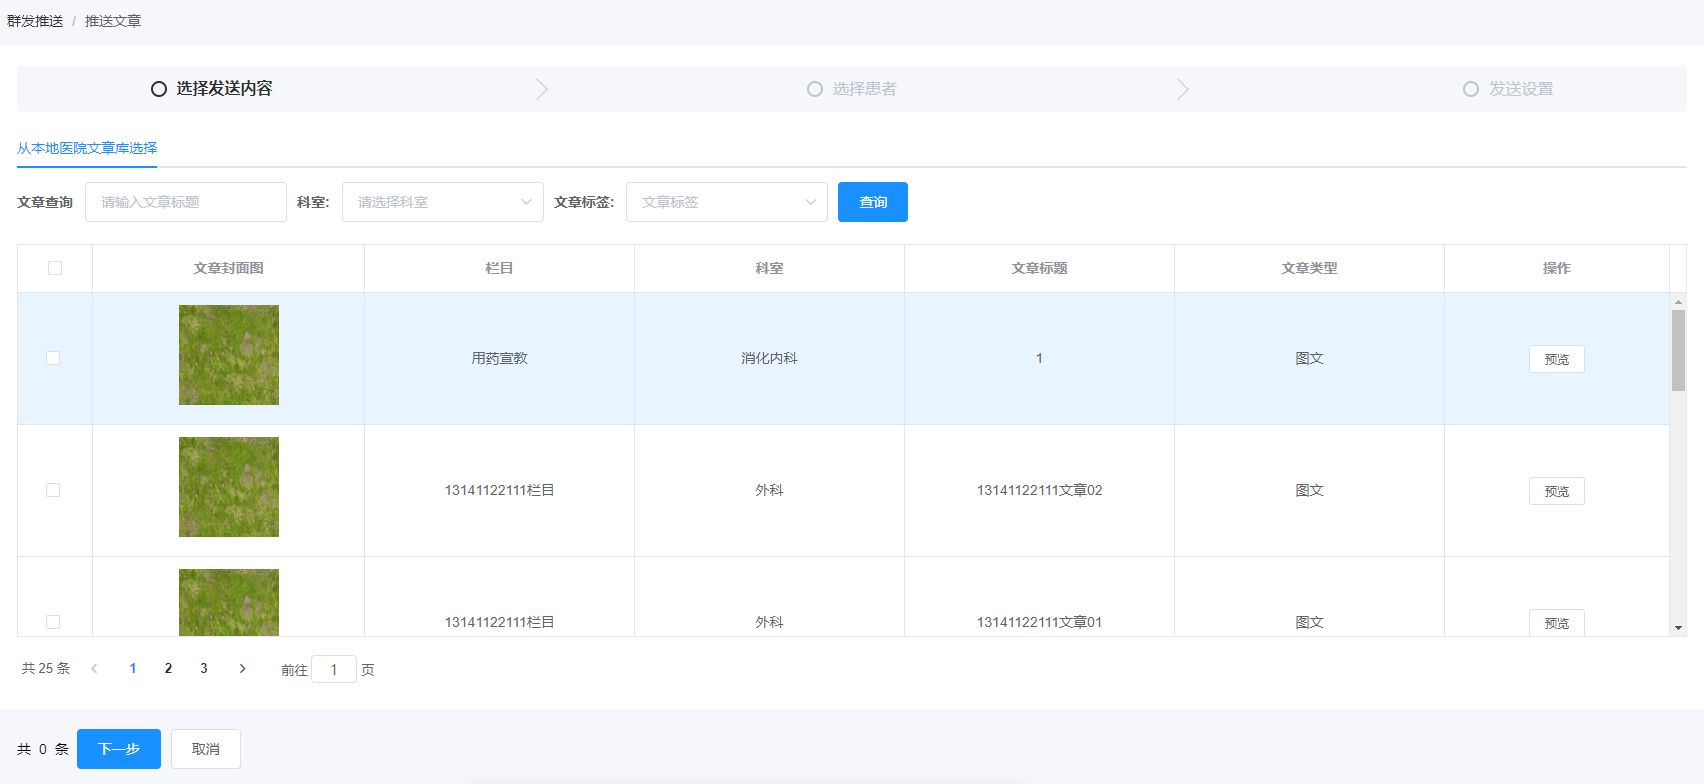 群发推送 / 推送文章
选择发送内容 选择患者 发送设置
从本地医院文章库选择
文章查询 请输入文章标题 科室: 请选择科室 文章标签: 文章标签 查询
文章封面图 栏目 科室 文章标题 文章类型 操作
用药宣教 消化内科 1 图文 预览
13141122111栏目 外科 13141122111文章02 图文 预览
13141122111栏目 外科 13141122111文章01 图文 预览
共 25 条 1 2 3 前往 1 页
共 0 条 下一步 取消